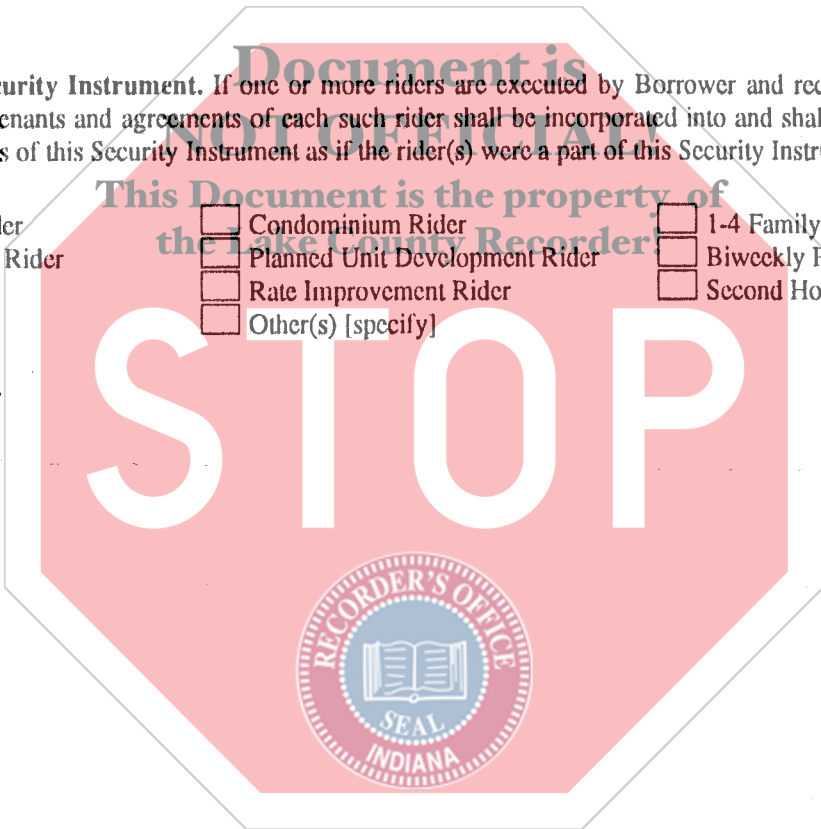 Document is
curity Instrument. If one or more riders are executed by Borrower and rec
enants and agreements of each such rider shall be incorporated into and shal
NOT OFFICIAL!
s of this Security Instrument as if the rider(s) were a part of this Security Instr
This Document is the property of
der Condominium Rider 1-4 Family
the Lake County Recorder!
Rider Planned Unit Development Rider Biweekly P
Rate Improvement Rider Second Ho
Other(s) [specify]
STOP
RECORDER'S OFFICE
SEAL
INDIANA